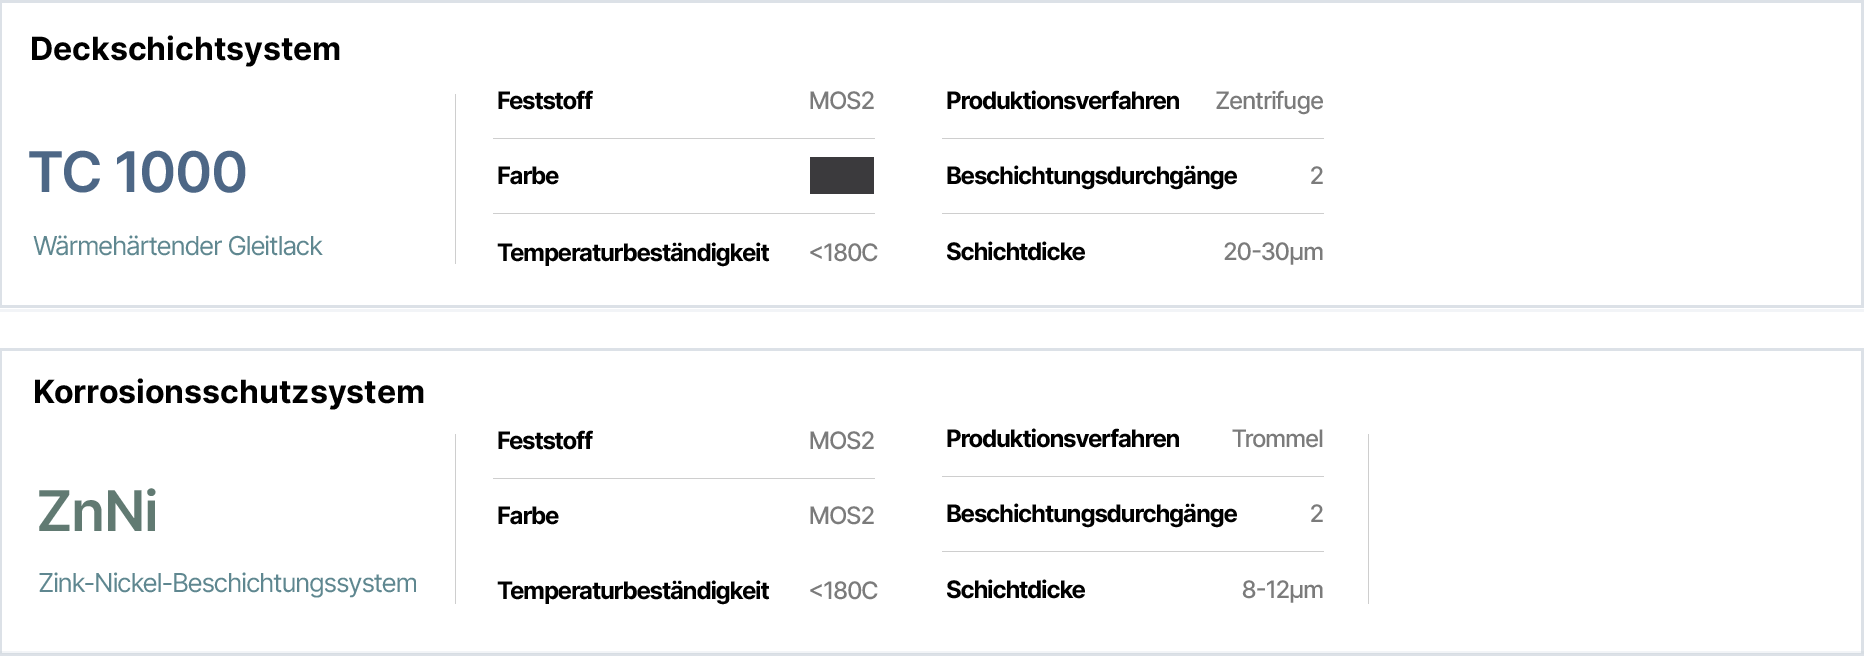 Deckschichtsystem
TC 1000
Wärmehärtender Gleitlack
Feststoff MOS2
Farbe
Temperaturbeständigkeit <180C
Produktionsverfahren Zentrifuge
Beschichtungsdurchgänge 2
Schichtdicke 20-30µm
Korrosionsschutzsystem
ZnNi
Zink-Nickel-Beschichtungssystem
Feststoff MOS2
Farbe MOS2
Temperaturbeständigkeit <180C
Produktionsverfahren Trommel
Beschichtungsdurchgänge 2
Schichtdicke 8-12µm